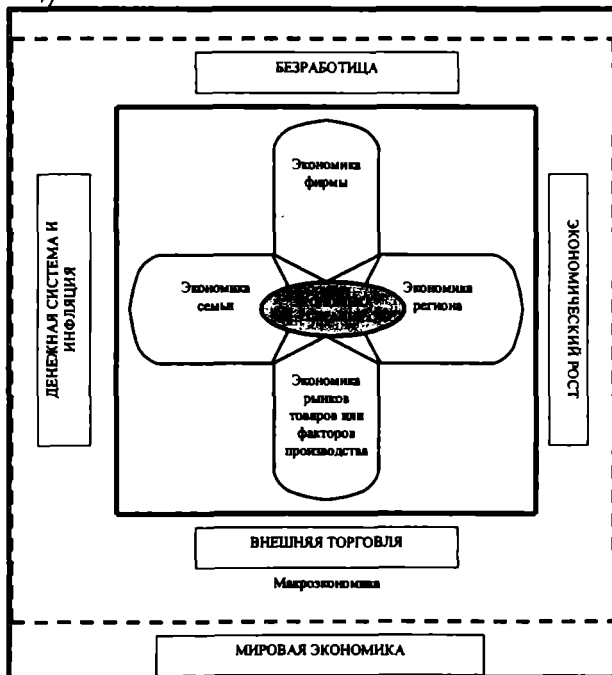 БЕЗРАБОТИЦА
Экономика
фирмы
ДЕНЕЖНАЯ СИСТЕМА И
ИНФЛЯЦИЯ
Экономика
семьи
Экономика
региона
ЭКОНОМИЧЕСКИЙ РОСТ
Экономика
рынков
товаров или
факторов
производства
ВНЕШНЯЯ ТОРГОВЛЯ
Макроэкономика
МИРОВАЯ ЭКОНОМИКА